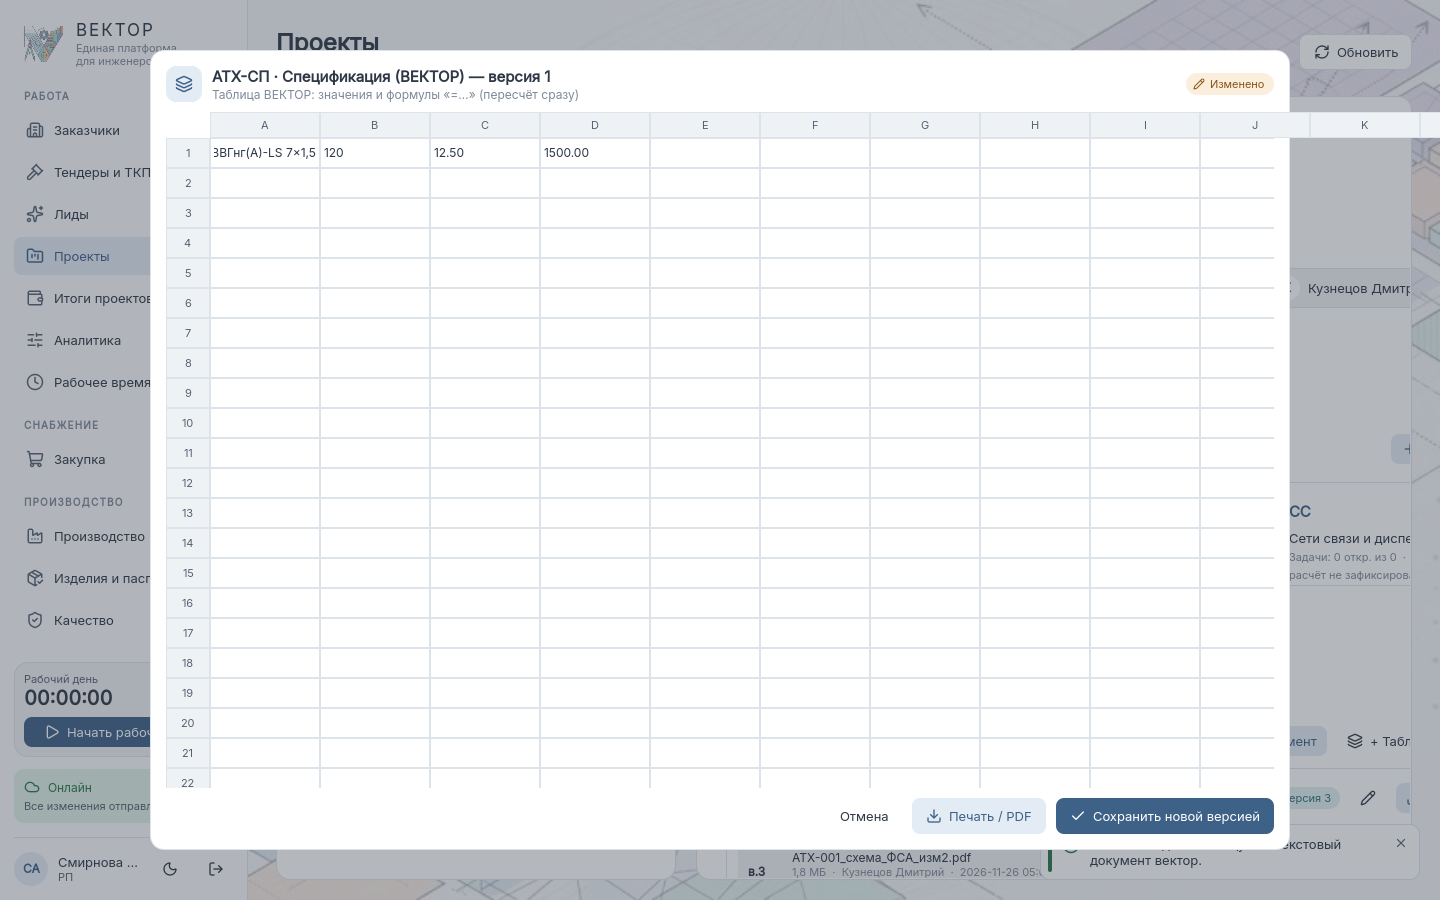 ВЕКТОР
Единая платформа
для инженерс
РАБОТА
Заказчики
Тендеры и ТКП
Лиды
Проекты
Итоги проектов
Аналитика
Рабочее время
СНАБЖЕНИЕ
Закупка
ПРОИЗВОДСТВО
Производство
Изделия и пасп
Качество
Рабочий день
00:00:00
Начать рабоч
Онлайн
Все изменения отправл
СА
Смирнова ...
РП
Проекты
Обновить
АТХ-СП · Спецификация (ВЕКТОР) — версия 1
Таблица ВЕКТОР: значения и формулы «=…» (пересчёт сразу)
Изменено
A B C D E F G H I J K
1 ВВГнг(А)-LS 7×1,5 120 12.50 1500.00
2
3
4
5
6
7
8
9
10
11
12
13
14
15
16
17
18
19
20
21
22
Отмена
Печать / PDF
Сохранить новой версией
Кузнецов Дмитр
СС
Сети связи и диспе
Задачи: 0 откр. из 0 ·
расчёт не зафиксирова
мент
+ Табл
ерсия 3
в.3
АТХ-001_схема_ФСА_изм2.pdf
1,8 МБ · Кузнецов Дмитрий · 2026-11-26 05:
екстовый
документ вектор.